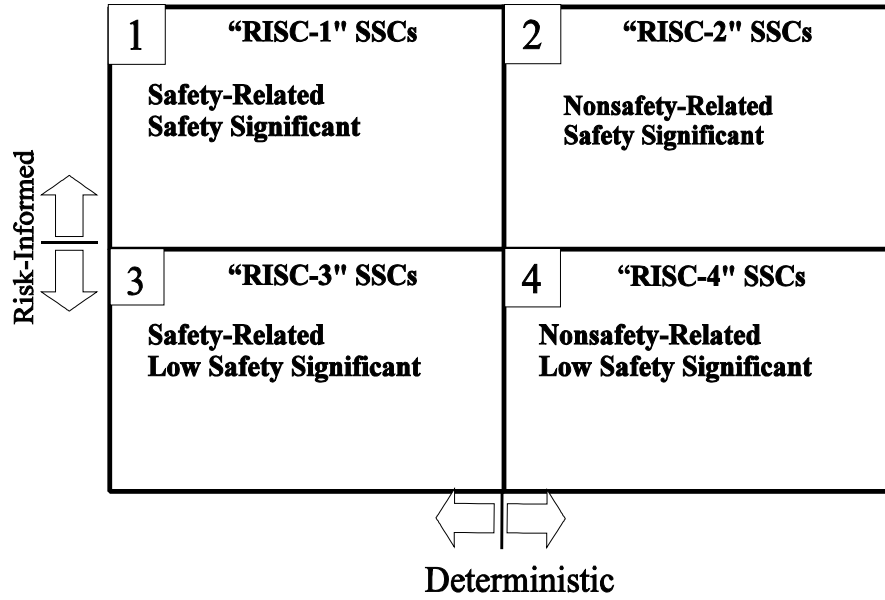 1
“RISC-1" SSCs
Safety-Related
Safety Significant
2
“RISC-2" SSCs
Nonsafety-Related
Safety Significant
Risk-Informed
3
“RISC-3" SSCs
Safety-Related
Low Safety Significant
4
“RISC-4" SSCs
Nonsafety-Related
Low Safety Significant
Deterministic